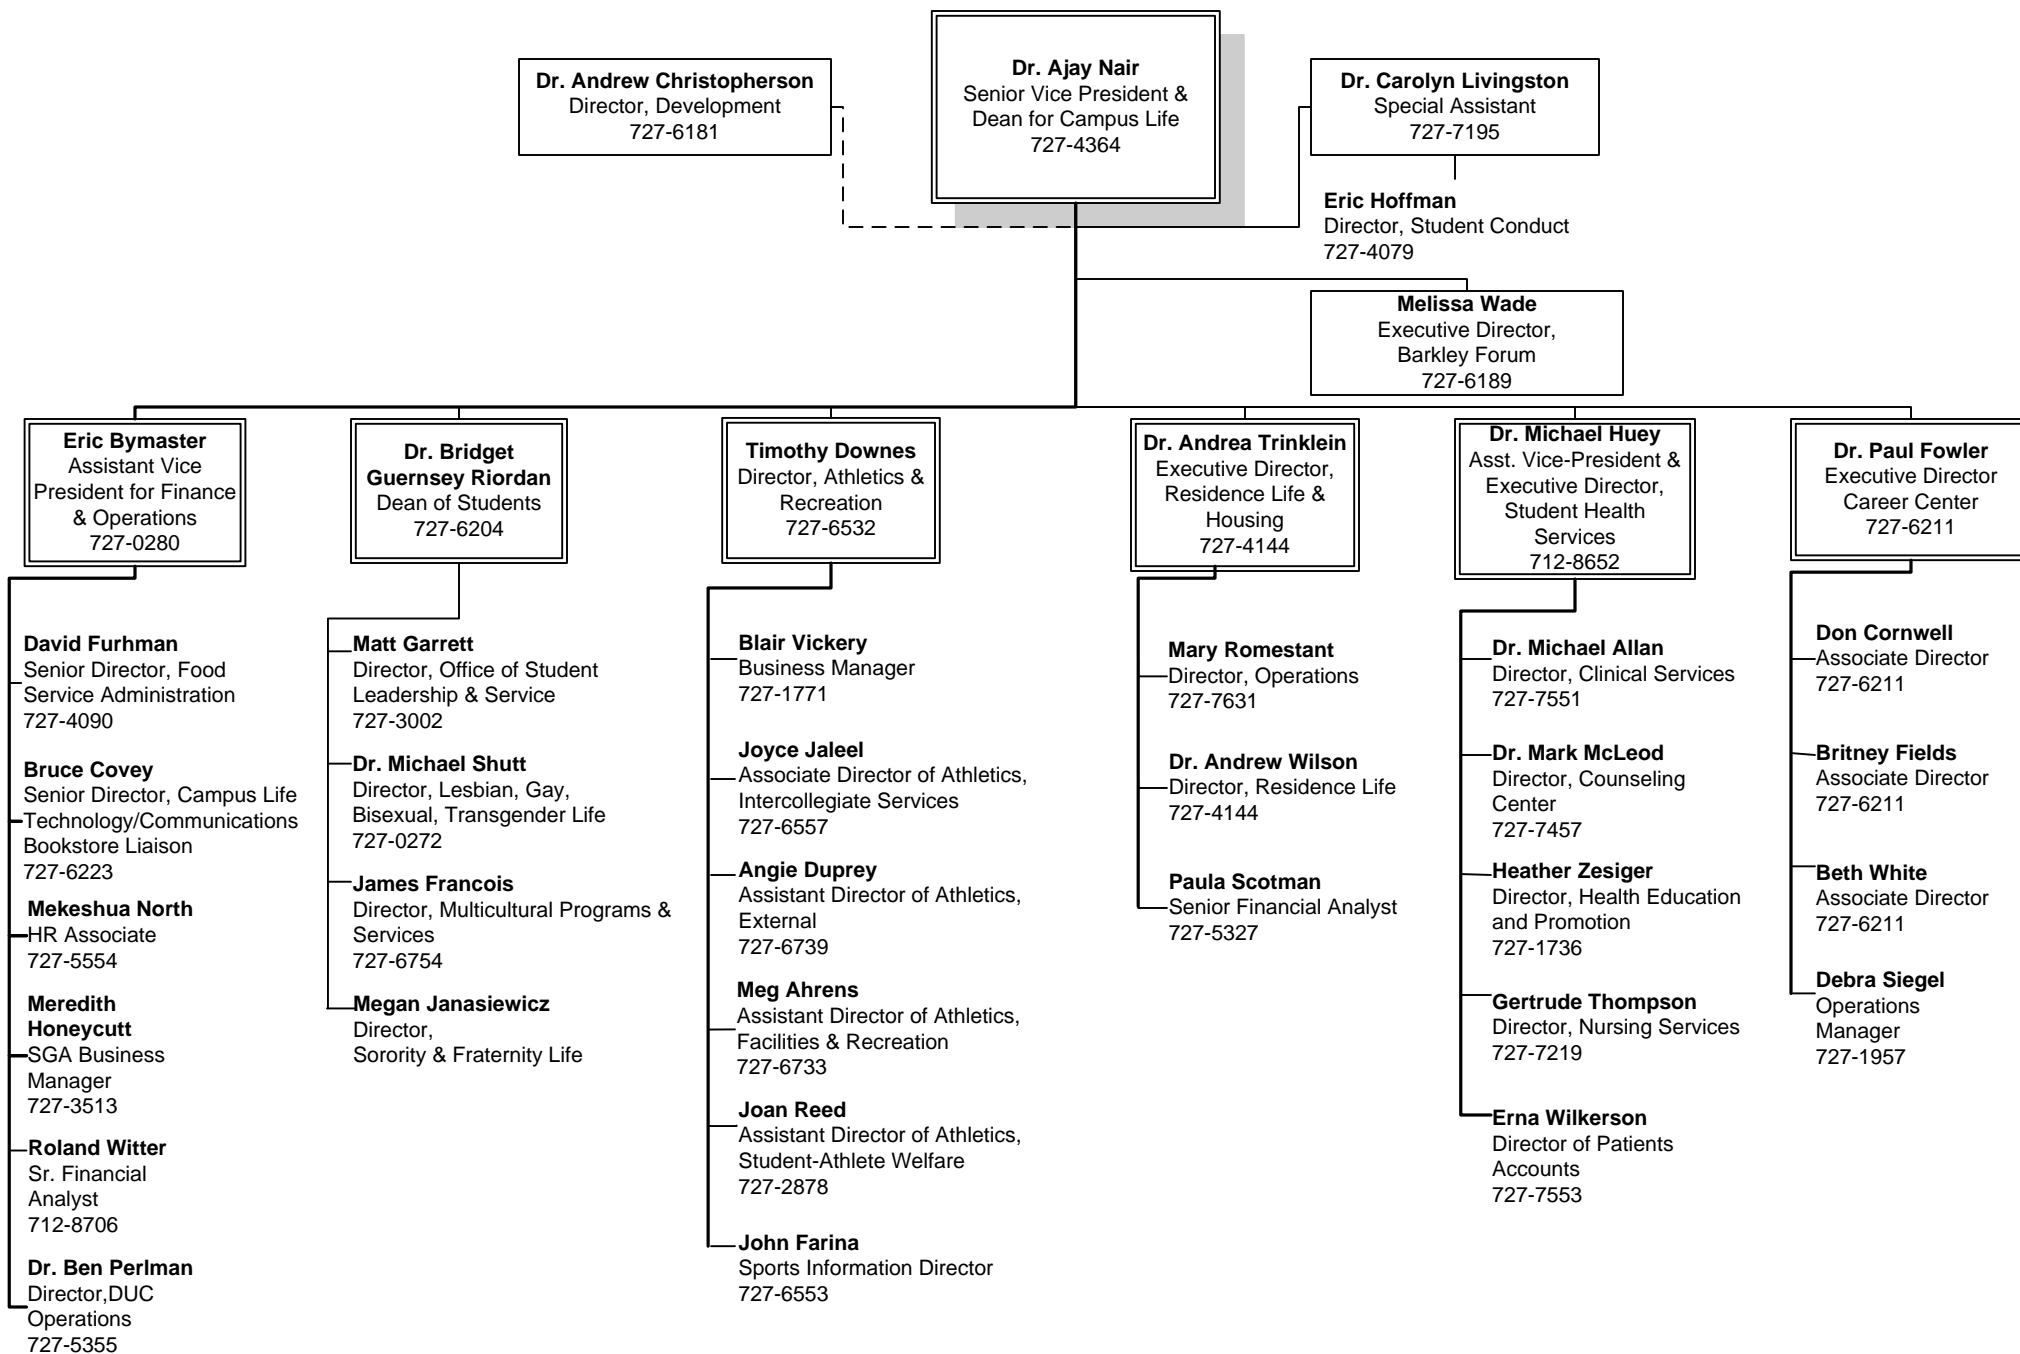 Dr. Andrew Christopherson
Director, Development
727-6181
Dr. Ajay Nair
Senior Vice President &
Dean for Campus Life
727-4364
Dr. Carolyn Livingston
Special Assistant
727-7195
Eric Hoffman
Director, Student Conduct
727-4079
Melissa Wade
Executive Director,
Barkley Forum
727-6189
Eric Bymaster
Assistant Vice
President for Finance
& Operations
727-0280
Dr. Bridget
Guernsey Riordan
Dean of Students
727-6204
Timothy Downes
Director, Athletics &
Recreation
727-6532
Dr. Andrea Trinklein
Executive Director,
Residence Life &
Housing
727-4144
Dr. Michael Huey
Asst. Vice-President &
Executive Director,
Student Health
Services
712-8652
Dr. Paul Fowler
Executive Director
Career Center
727-6211
David Furhman
Senior Director, Food
Service Administration
727-4090
Bruce Covey
Senior Director, Campus Life
Technology/Communications
Bookstore Liaison
727-6223
Mekeshua North
HR Associate
727-5554
Meredith
Honeycutt
SGA Business
Manager
727-3513
Roland Witter
Sr. Financial
Analyst
712-8706
Dr. Ben Perlman
Director,DUC
Operations
727-5355
Matt Garrett
Director, Office of Student
Leadership & Service
727-3002
Dr. Michael Shutt
Director, Lesbian, Gay,
Bisexual, Transgender Life
727-0272
James Francois
Director, Multicultural Programs &
Services
727-6754
Megan Janasiewicz
Director,
Sorority & Fraternity Life
Blair Vickery
Business Manager
727-1771
Joyce Jaleel
Associate Director of Athletics,
Intercollegiate Services
727-6557
Angie Duprey
Assistant Director of Athletics,
External
727-6739
Meg Ahrens
Assistant Director of Athletics,
Facilities & Recreation
727-6733
Joan Reed
Assistant Director of Athletics,
Student-Athlete Welfare
727-2878
John Farina
Sports Information Director
727-6553
Mary Romestant
Director, Operations
727-7631
Dr. Andrew Wilson
Director, Residence Life
727-4144
Paula Scotman
Senior Financial Analyst
727-5327
Dr. Michael Allan
Director, Clinical Services
727-7551
Dr. Mark McLeod
Director, Counseling
Center
727-7457
Heather Zesiger
Director, Health Education
and Promotion
727-1736
Gertrude Thompson
Director, Nursing Services
727-7219
Erna Wilkerson
Director of Patients
Accounts
727-7553
Don Cornwell
Associate Director
727-6211
Britney Fields
Associate Director
727-6211
Beth White
Associate Director
727-6211
Debra Siegel
Operations
Manager
727-1957